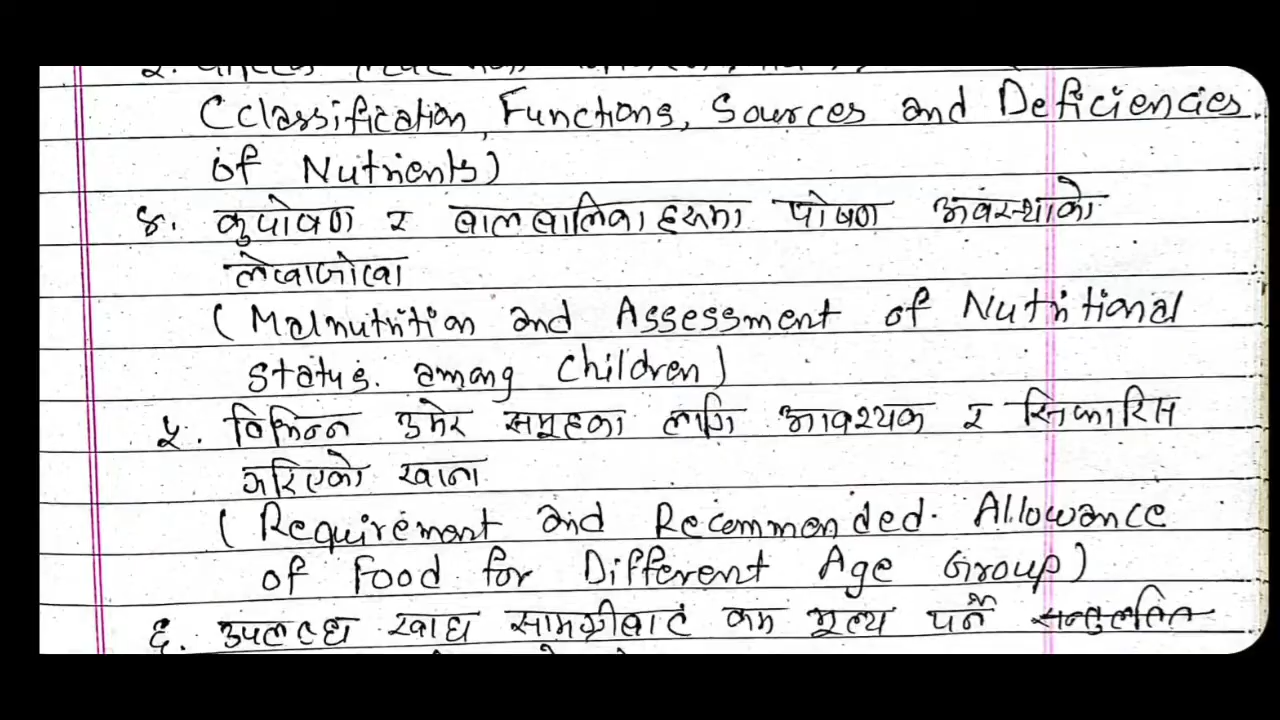 (Classification, Functions, Sources and Deficiencies
of Nutrients)
४. कुपोषण र बालबालिकाहरूमा पोषण अवस्थाको
लेखाजोखा
(Malnutrition and Assessment of Nutritional
Status. among Children)
५. विभिन्न उमेर समूहका लागि आवश्यक र सिफारिस
गरिएको खाना
(Requirement and Recommended. Allowance
of Food for Different Age Group)
६. उपलब्ध खाद्य सामग्रीबाट कम मूल्य पर्ने सन्तुलित